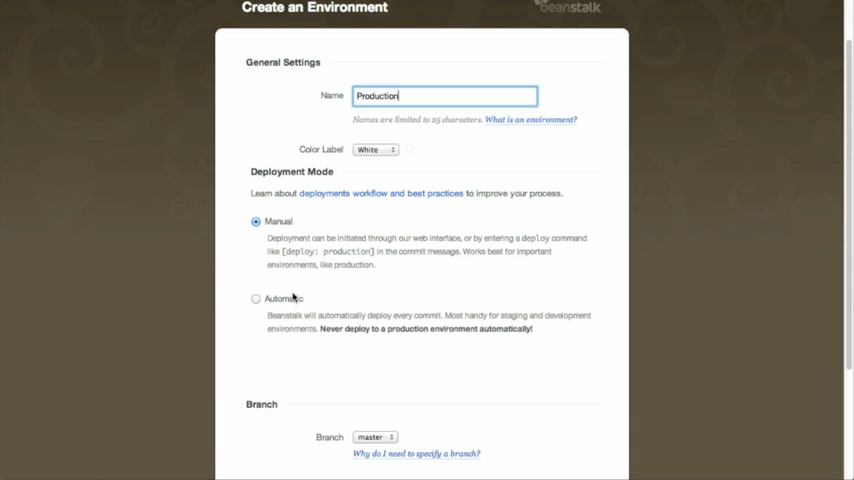 Create an Environment
beanstalk
General Settings
Name
Production
Names are limited to 25 characters. What is an environment?
Color Label
White
Deployment Mode
Learn about deployments workflow and best practices to improve your process.
Manual
Deployment can be initiated through our web interface, or by entering a deploy command
like [deploy: production] in the commit message. Works best for important
environments, like production.
Automatic
Beanstalk will automatically deploy every commit. Most handy for staging and development
environments. Never deploy to a production environment automatically!
Branch
Branch
master
Why do I need to specify a branch?